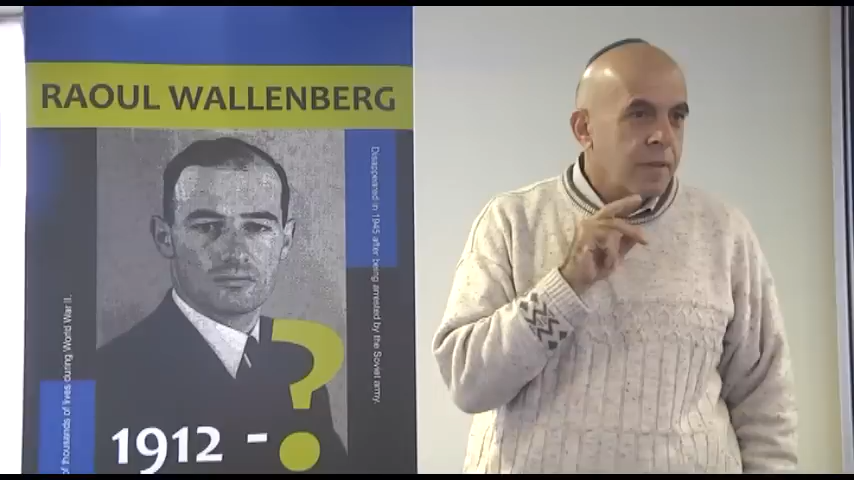 RAOUL WALLENBERG
Disappeared in 1945 after being arrested by the Soviet army.
of thousands of lives during World War II.
1912 - ?